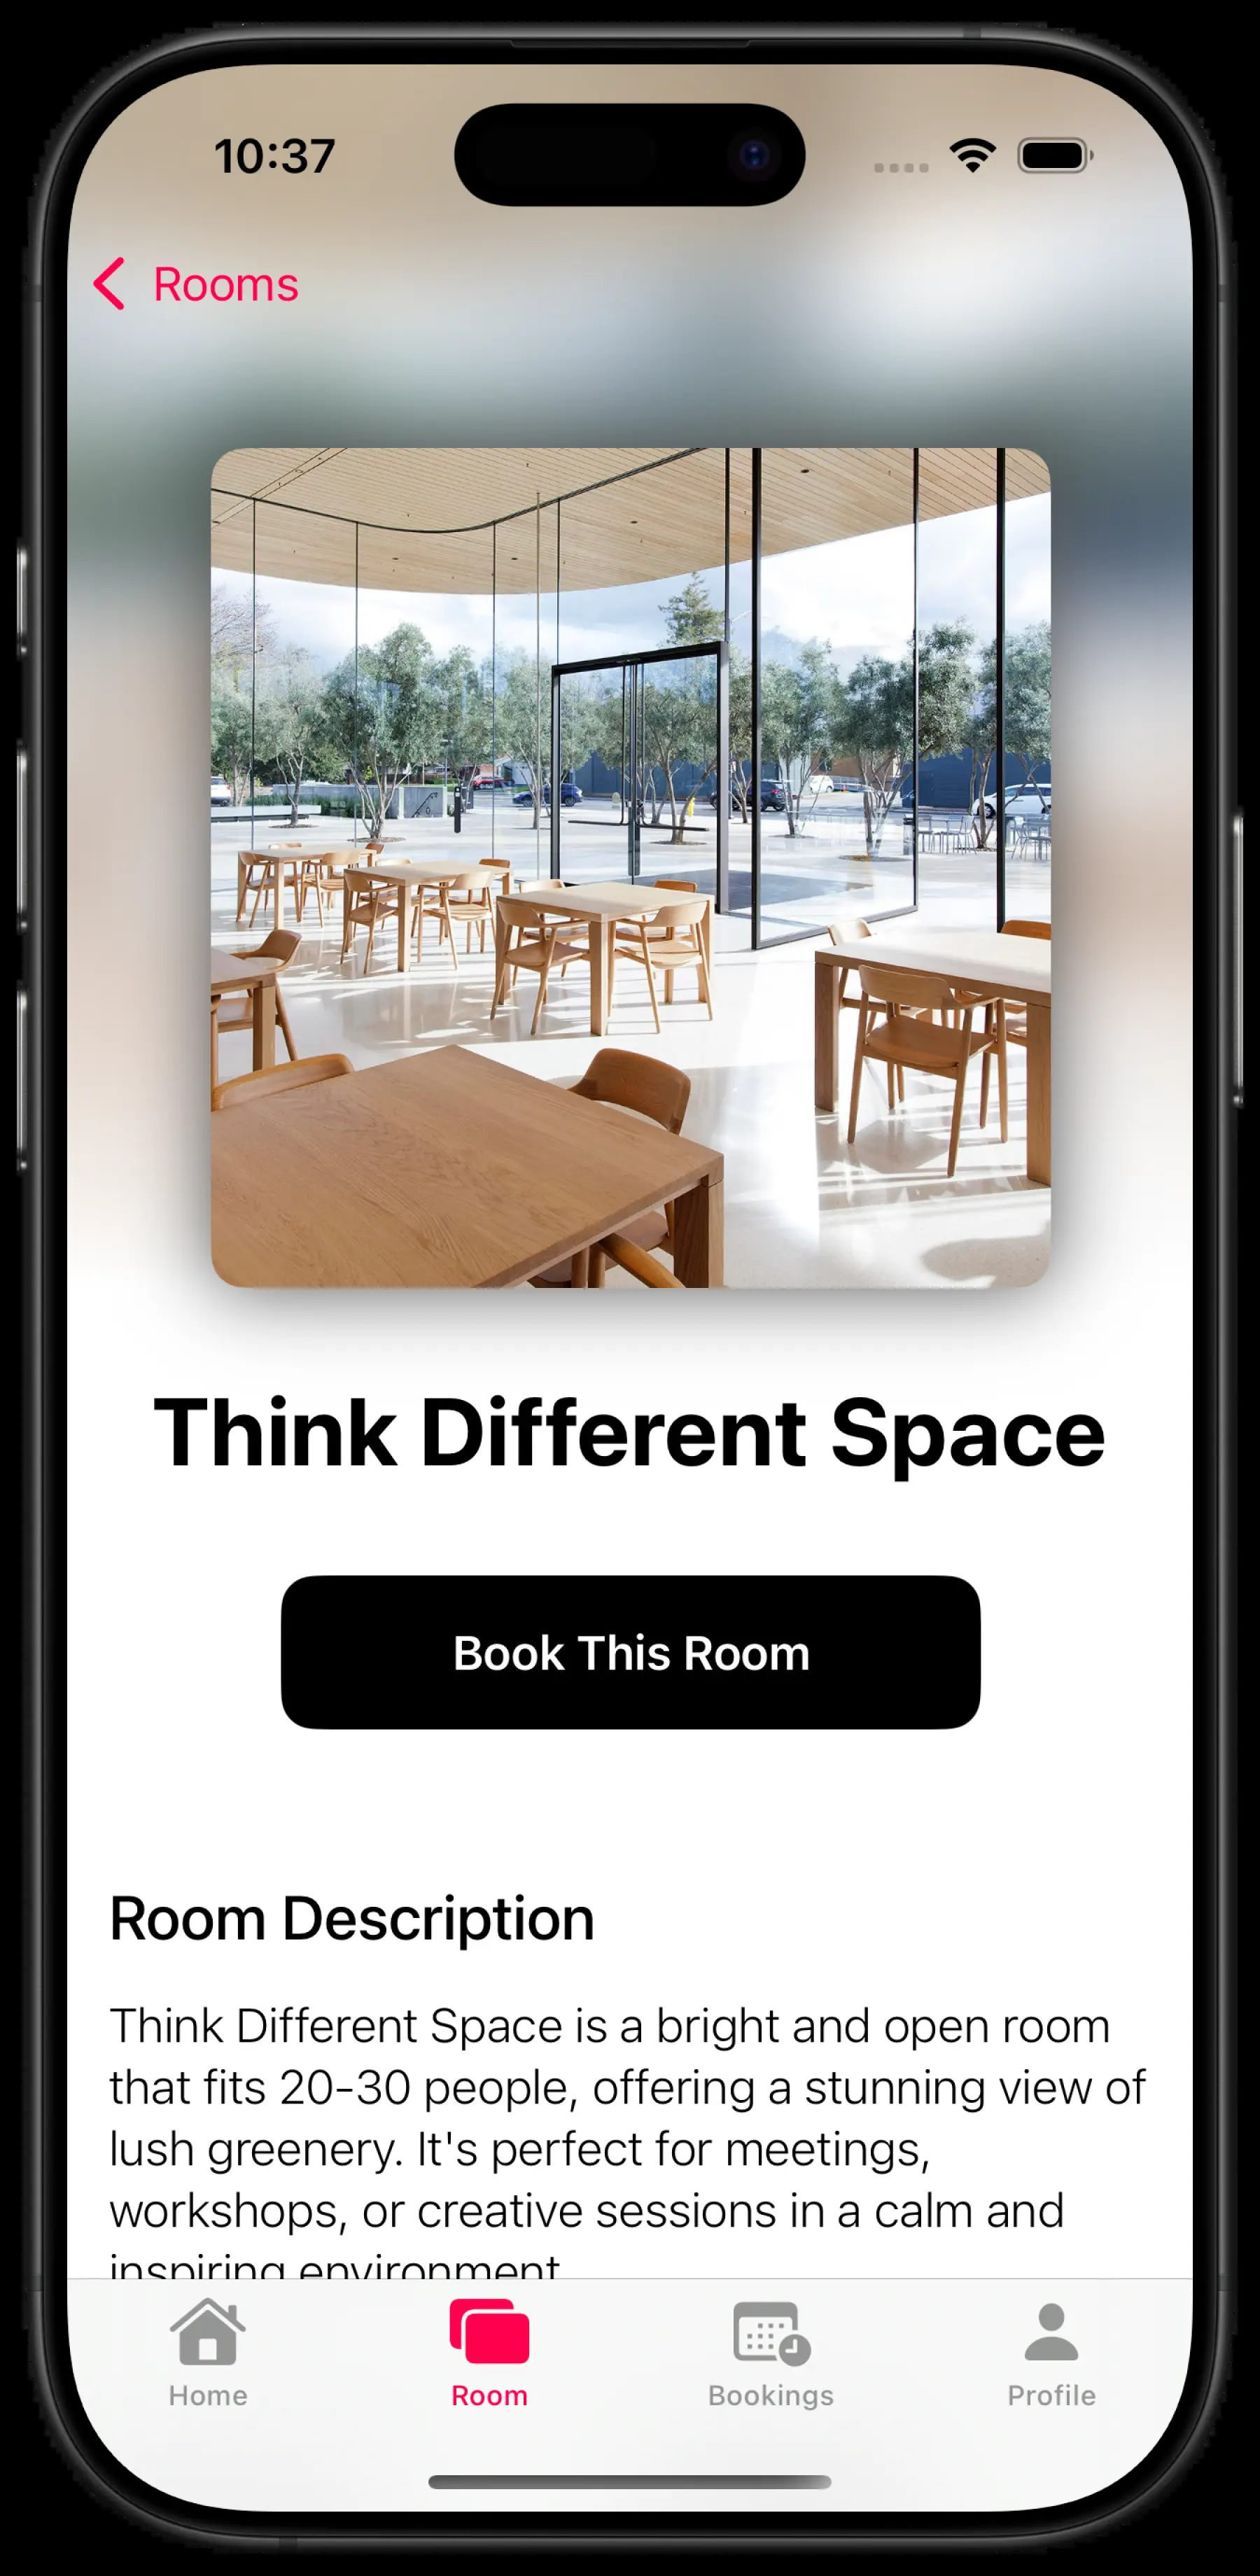 10:37
Rooms
Think Different Space
Book This Room
Room Description
Think Different Space is a bright and open room
that fits 20-30 people, offering a stunning view of
lush greenery. It's perfect for meetings,
workshops, or creative sessions in a calm and
inspiring environment
Home
Room
Bookings
Profile